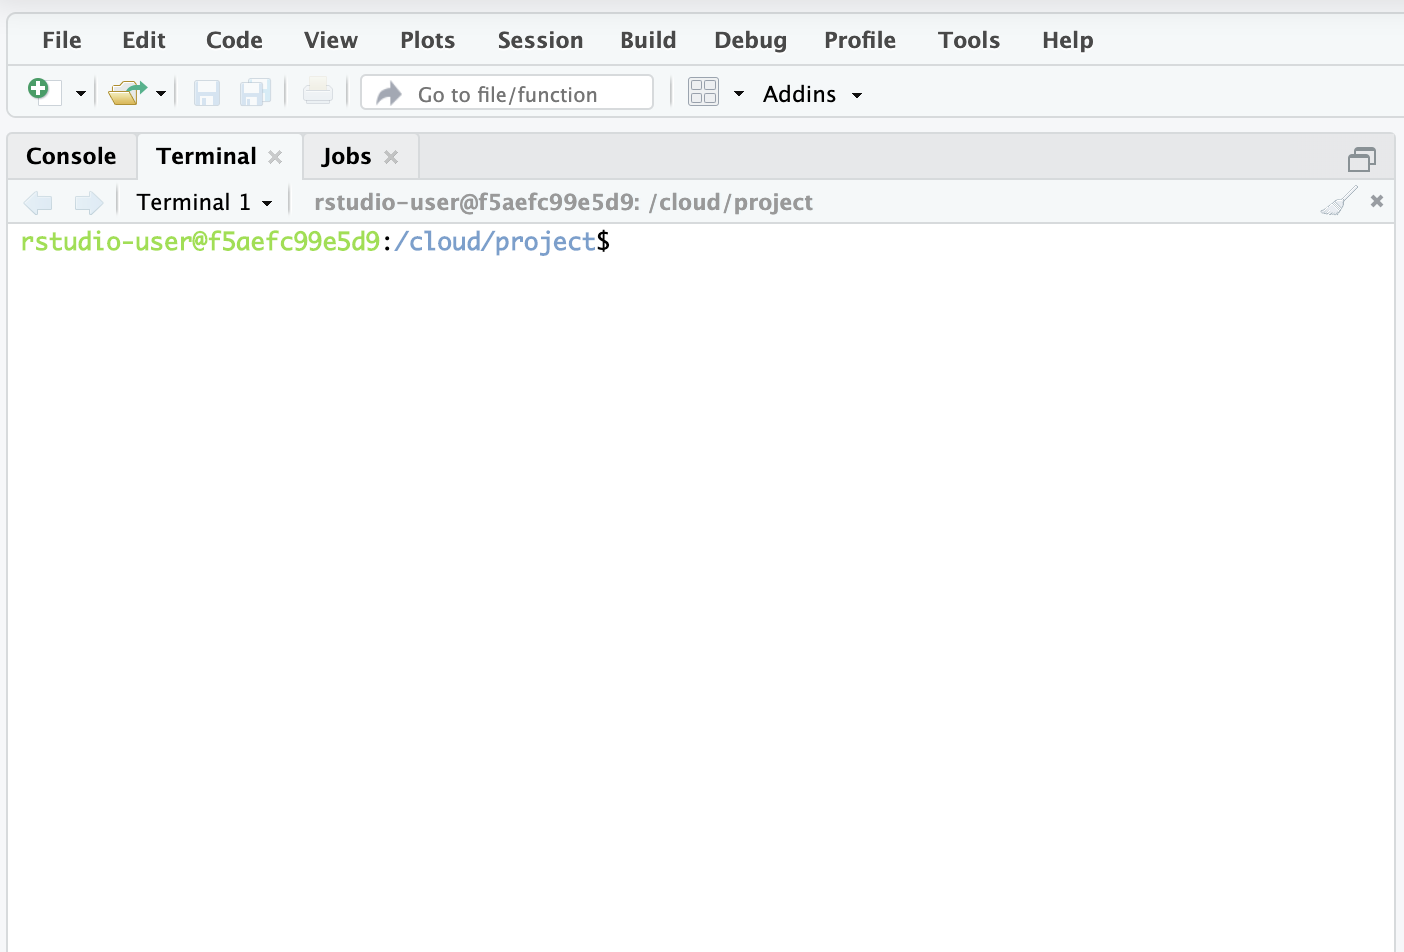 File Edit Code View Plots Session Build Debug Profile Tools Help
Go to file/function Addins
Console Terminal Jobs
Terminal 1 rstudio-user@f5aefc99e5d9: /cloud/project
rstudio-user@f5aefc99e5d9:/cloud/project$